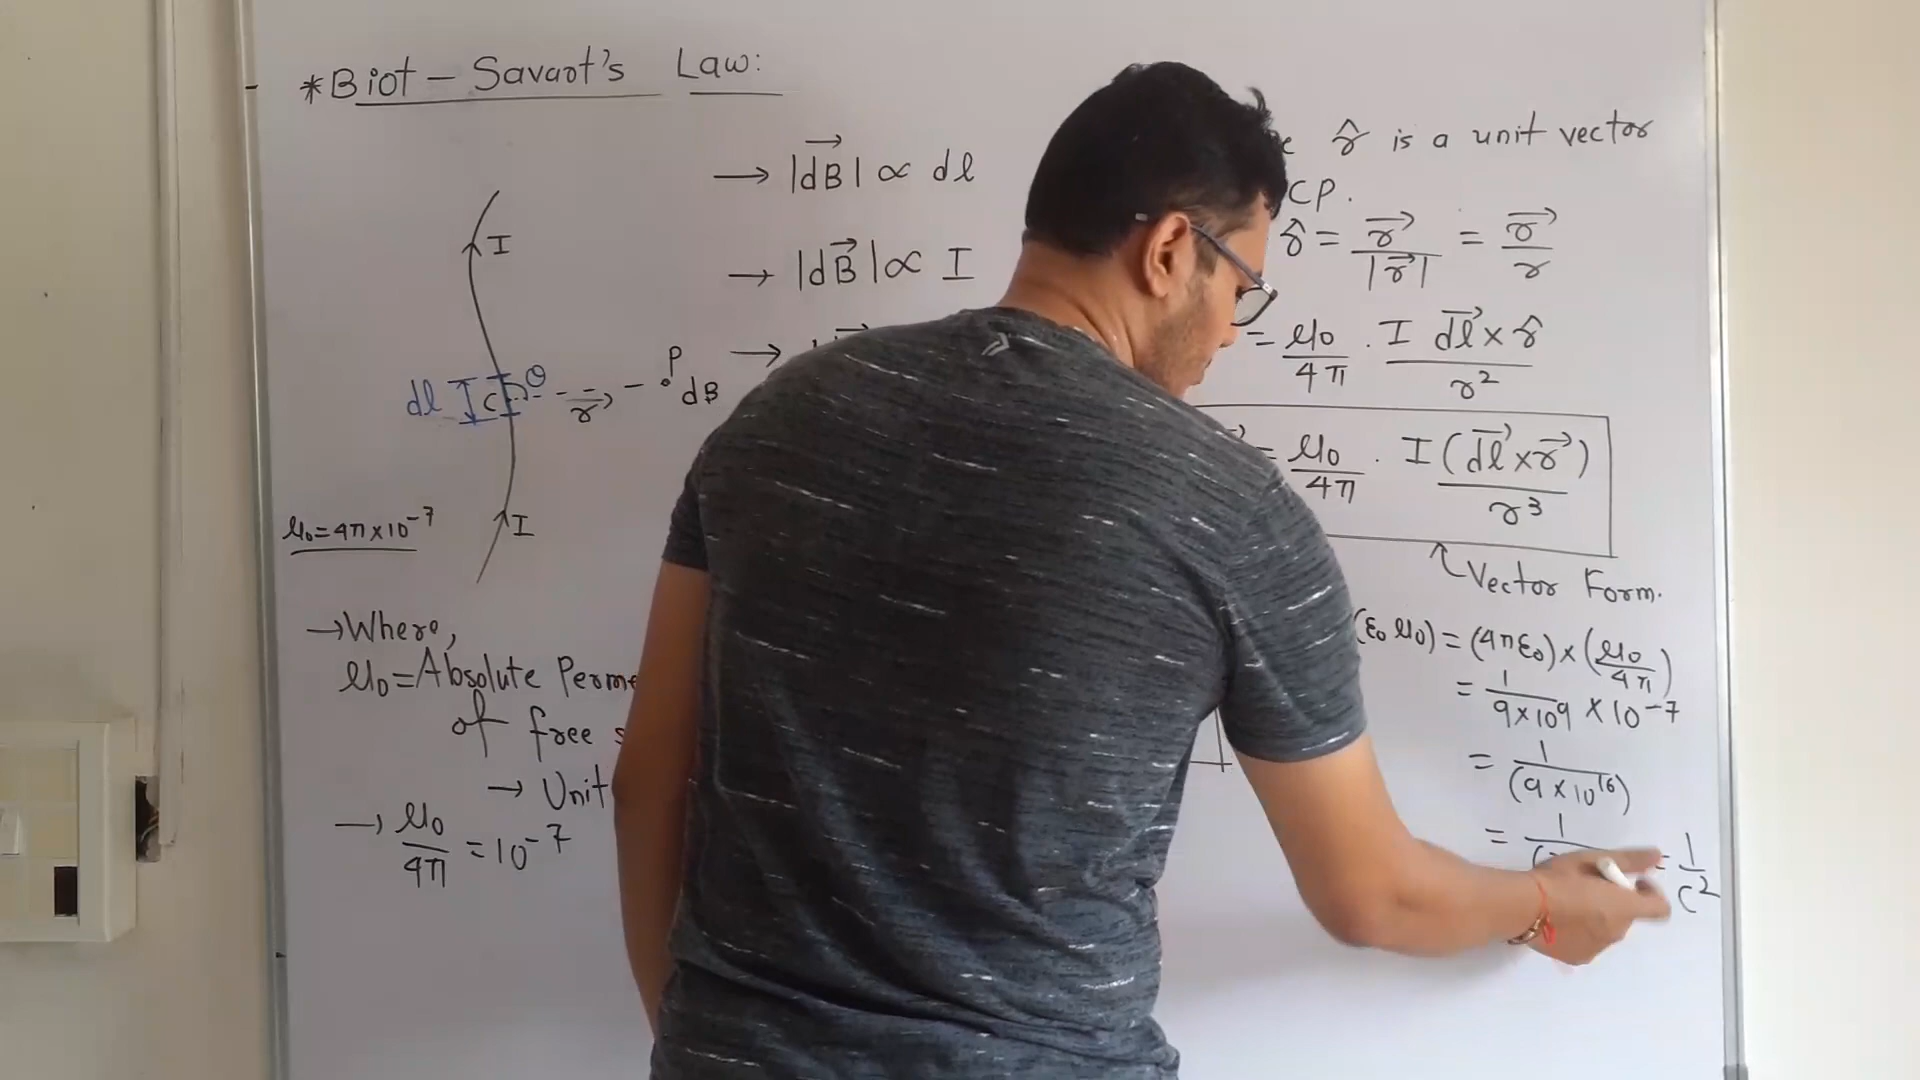 *Biot – Savart's Law:
→ |dB⃗| ∝ dl
→ |dB⃗| ∝ I
→
I
dl C θ r⃗ P dB
I
μ₀=4π×10⁻⁷
→Where,
μ₀=Absolute
of free
→ Unit
→ μ₀/4π = 10⁻⁷
r̂ is a unit vector
CP.
r̂ = r⃗/|r⃗| = r⃗/r
= μ₀/4π · I dl⃗ × r̂/r²
= μ₀/4π · I(dl⃗×r⃗)/r³
Vector Form.
(ε₀ μ₀) = (4πε₀)×(μ₀/4π)
= 1/9×10⁹ × 10⁻⁷
= 1/(9×10¹⁶)
= 1/ = 1/c²